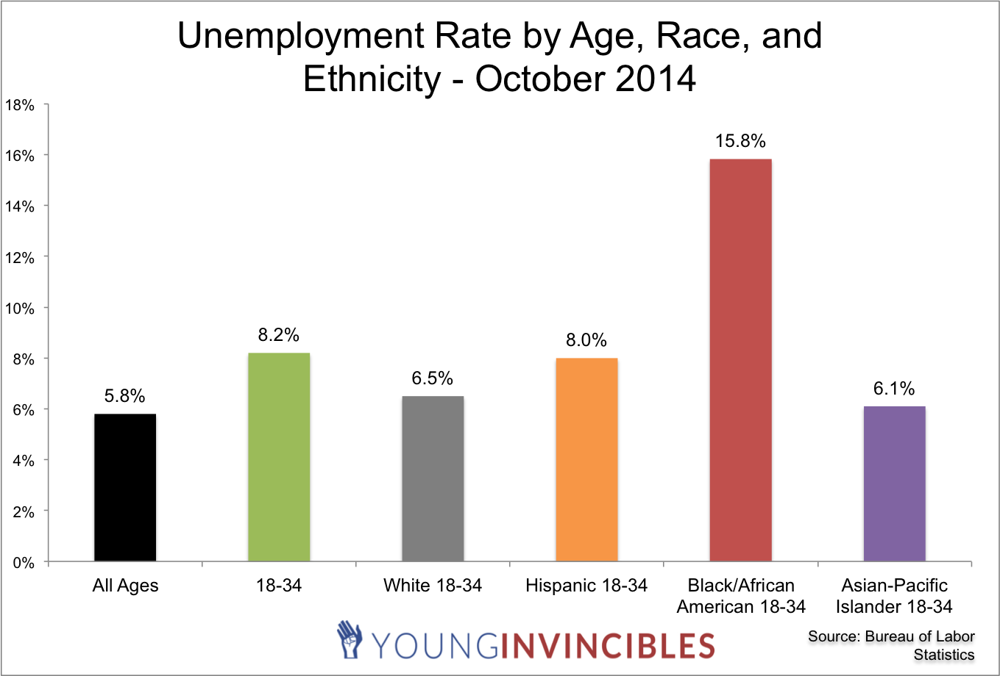 Unemployment Rate by Age, Race, and
Ethnicity - October 2014
18%
16%
14%
12%
10%
8%
6%
4%
2%
0%
5.8%
8.2%
6.5%
8.0%
15.8%
6.1%
All Ages
18-34
White 18-34
Hispanic 18-34
Black/African
American 18-34
Asian-Pacific
Islander 18-34
YOUNGINVINCIBLES
Source: Bureau of Labor
Statistics